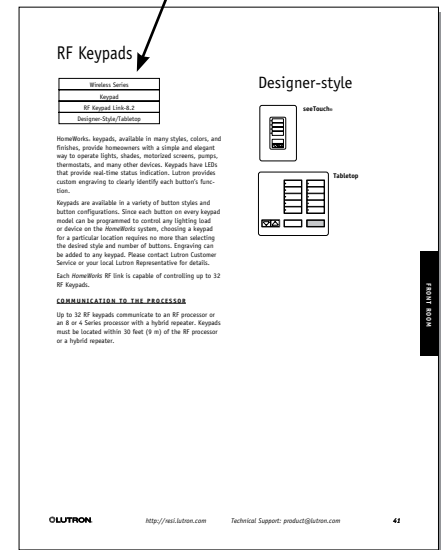 RF Keypads
Wireless Series
Keypad
RF Keypad Link-8.2
Designer-Style/Tabletop
HomeWorks® keypads, available in many styles, colors, and
finishes, provide homeowners with a simple and elegant
way to operate lights, shades, motorized screens, pumps,
thermostats, and many other devices. Keypads have LEDs
that provide real-time status indication. Lutron provides
custom engraving to clearly identify each button's func-
tion.
Keypads are available in a variety of button styles and
button configurations. Since each button on every keypad
model can be programmed to control any lighting load
or device on the HomeWorks system, choosing a keypad
for a particular location requires no more than selecting
the desired style and number of buttons. Engraving can
be added to any keypad. Please contact Lutron Customer
Service or your local Lutron Representative for details.
Each HomeWorks RF link is capable of controlling up to 32
RF Keypads.
COMMUNICATION TO THE PROCESSOR
Up to 32 RF keypads communicate to an RF processor or
an 8 or 4 Series processor with a hybrid repeater. Keypads
must be located within 30 feet (9 m) of the RF processor
or a hybrid repeater.
Designer-style
seeTouch®
Tabletop
FRONT ROOM
LUTRON http://resi.lutron.com Technical Support: product@lutron.com 41